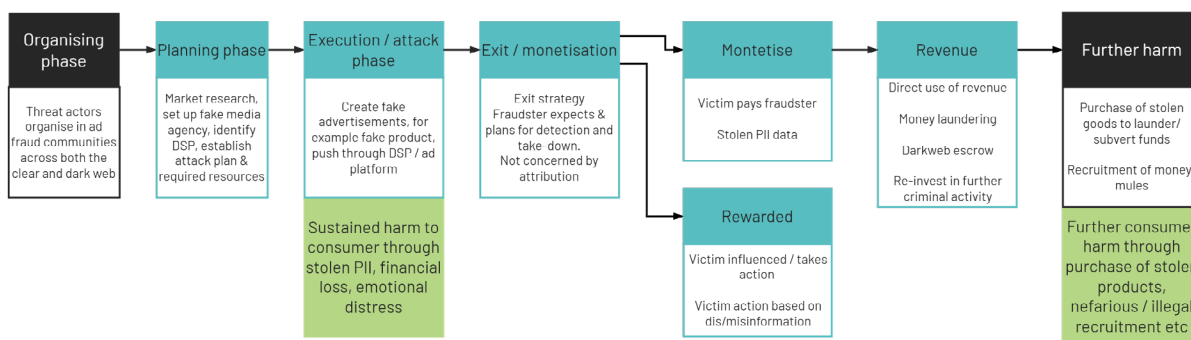 Organising
phase
Threat actors
organise in ad
fraud communities
across both the
clear and dark web
Planning phase
Market research,
set up fake media
agency, identify
DSP, establish
attack plan &
required resources
Execution / attack
phase
Create fake
advertisements, for
example fake product,
push through DSP / ad
platform
Sustained harm to
consumer through
stolen PII, financial
loss, emotional
distress
Exit / monetisation
Exit strategy
Fraudster expects &
plans for detection and
take down.
Not concerned by
attribution
Montetise
Victim pays fraudster
Stolen PII data
Rewarded
Victim influenced / takes
action
Victim action based on
dis/misinformation
Revenue
Direct use of revenue
Money laundering
Darkweb escrow
Re-invest in further
criminal activity
Further harm
Purchase of stolen
goods to launder/
subvert funds
Recruitment of money
mules
Further consumer
harm through
purchase of stolen
products,
nefarious / illegal
recruitment etc